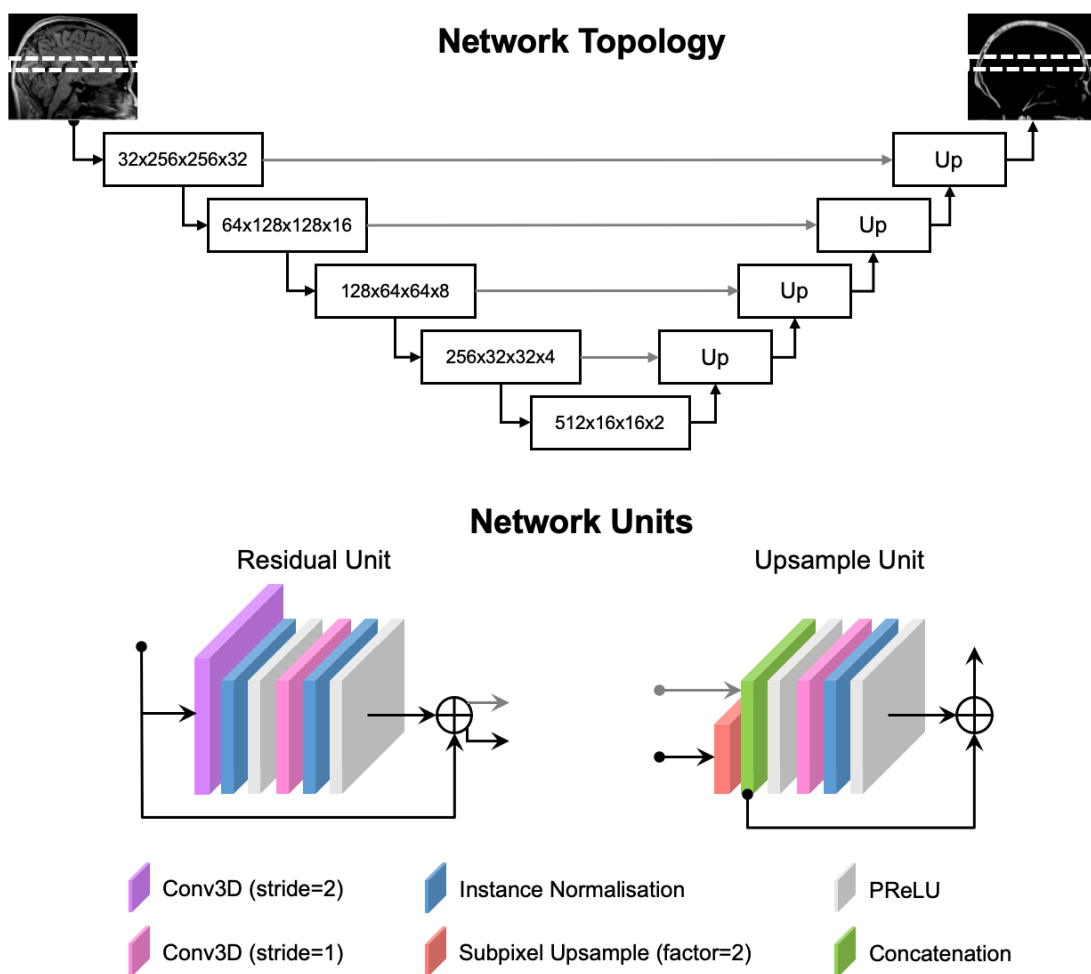 Network Topology
32x256x256x32
Up
64x128x128x16
Up
128x64x64x8
Up
256x32x32x4
Up
512x16x16x2
Network Units
Residual Unit
Upsample Unit
Conv3D (stride=2)
Instance Normalisation
PReLU
Conv3D (stride=1)
Subpixel Upsample (factor=2)
Concatenation